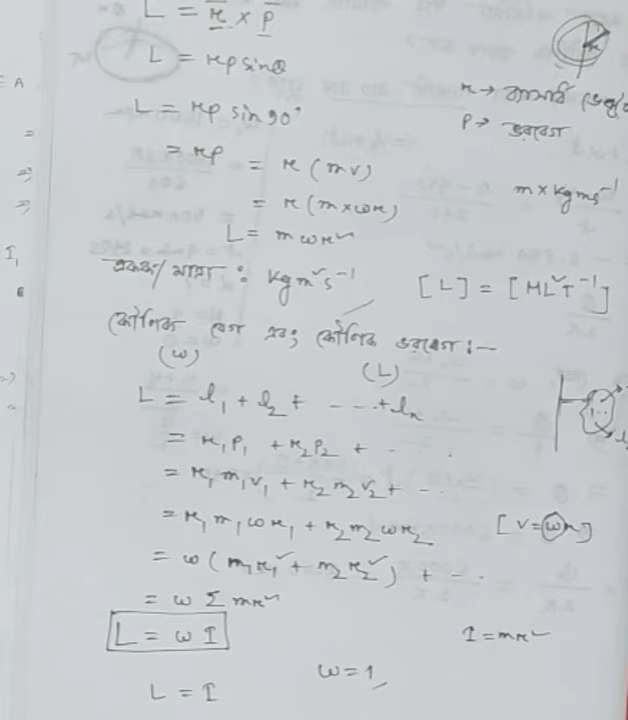 L = r × p
L = rp sinθ
r → ব্যাসার্ধ
L = rp sin 90°
p → ভরবেগ
= rp = r (mv)
m × kgms⁻¹
= r (m × ωr)
L = mωr²
একক/মাত্রা : kgm²s⁻¹ [L] = [ML²T⁻¹]
কৌণিক বেগ এবং কৌণিক ভরবেগ :—
(ω) (L)
L = l₁ + l₂ + - - - + lₙ
= r₁p₁ + r₂p₂ + - .
= r₁m₁v₁ + r₂m₂v₂ + - .
= r₁m₁ωr₁ + r₂m₂ωr₂ [v = ωr]
= ω (m₁r₁² + m₂r₂²) + - - .
= ω Σ mr²
L = ω I I = mr²
ω = 1,
L = I